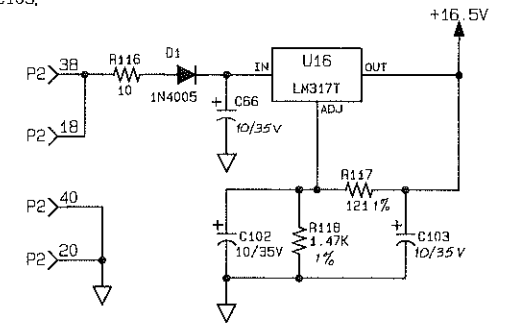 +16.5V
P2 38
R116
10
D1
1N4005
IN
U16
LM317T
OUT
ADJ
+
C66
10/35V
P2 18
P2 40
P2 20
R117
121 1%
+
C102
10/35V
R118
1.47K
1%
+
C103
10/35V